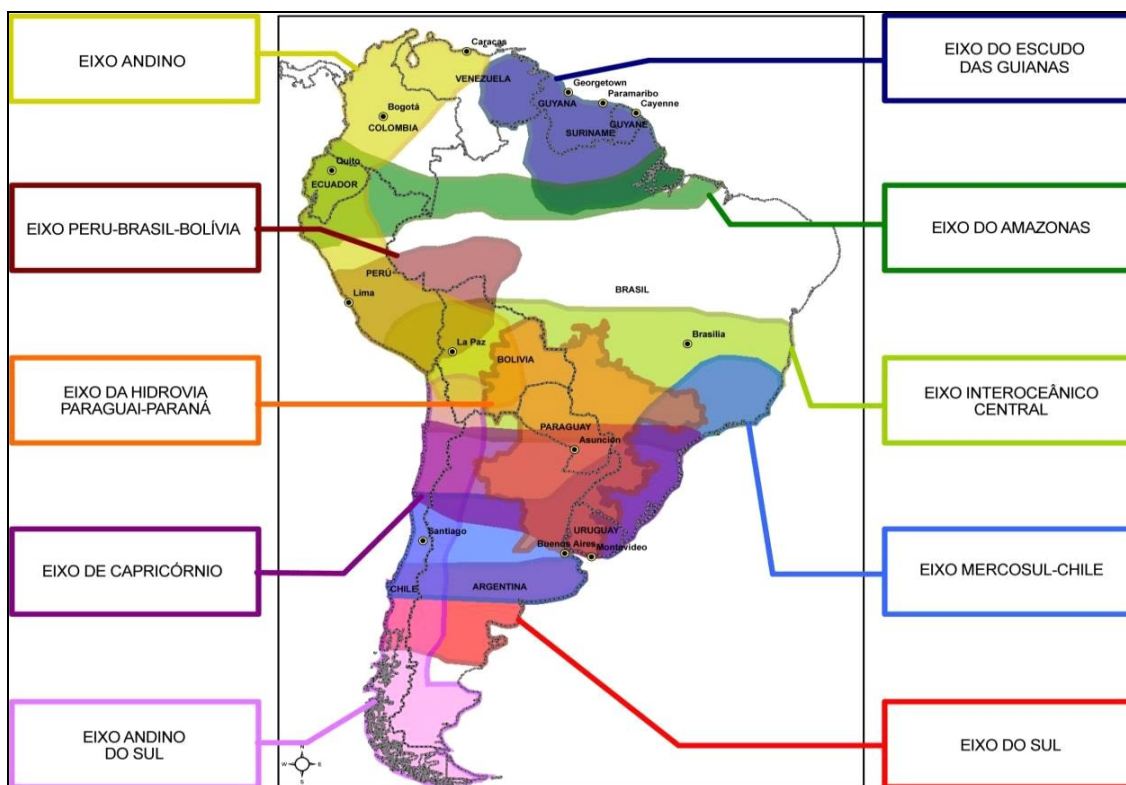 EIXO ANDINO
EIXO DO ESCUDO
DAS GUIANAS
EIXO PERU-BRASIL-BOLÍVIA
EIXO DO AMAZONAS
EIXO DA HIDROVIA
PARAGUAI-PARANÁ
EIXO INTEROCEÂNICO
CENTRAL
EIXO DE CAPRICÓRNIO
EIXO MERCOSUL-CHILE
EIXO ANDINO
DO SUL
EIXO DO SUL
Caracas
VENEZUELA
Georgetown
GUYANA
Paramaribo
Cayenne
GUYANE
SURINAME
Bogotá
COLOMBIA
Quito
ECUADOR
PERÚ
Lima
BRASIL
Brasilia
La Paz
BOLIVIA
PARAGUAY
Asunción
Santiago
URUGUAY
Buenos Aires
Montevideo
CHILE
ARGENTINA
N
W
E
S